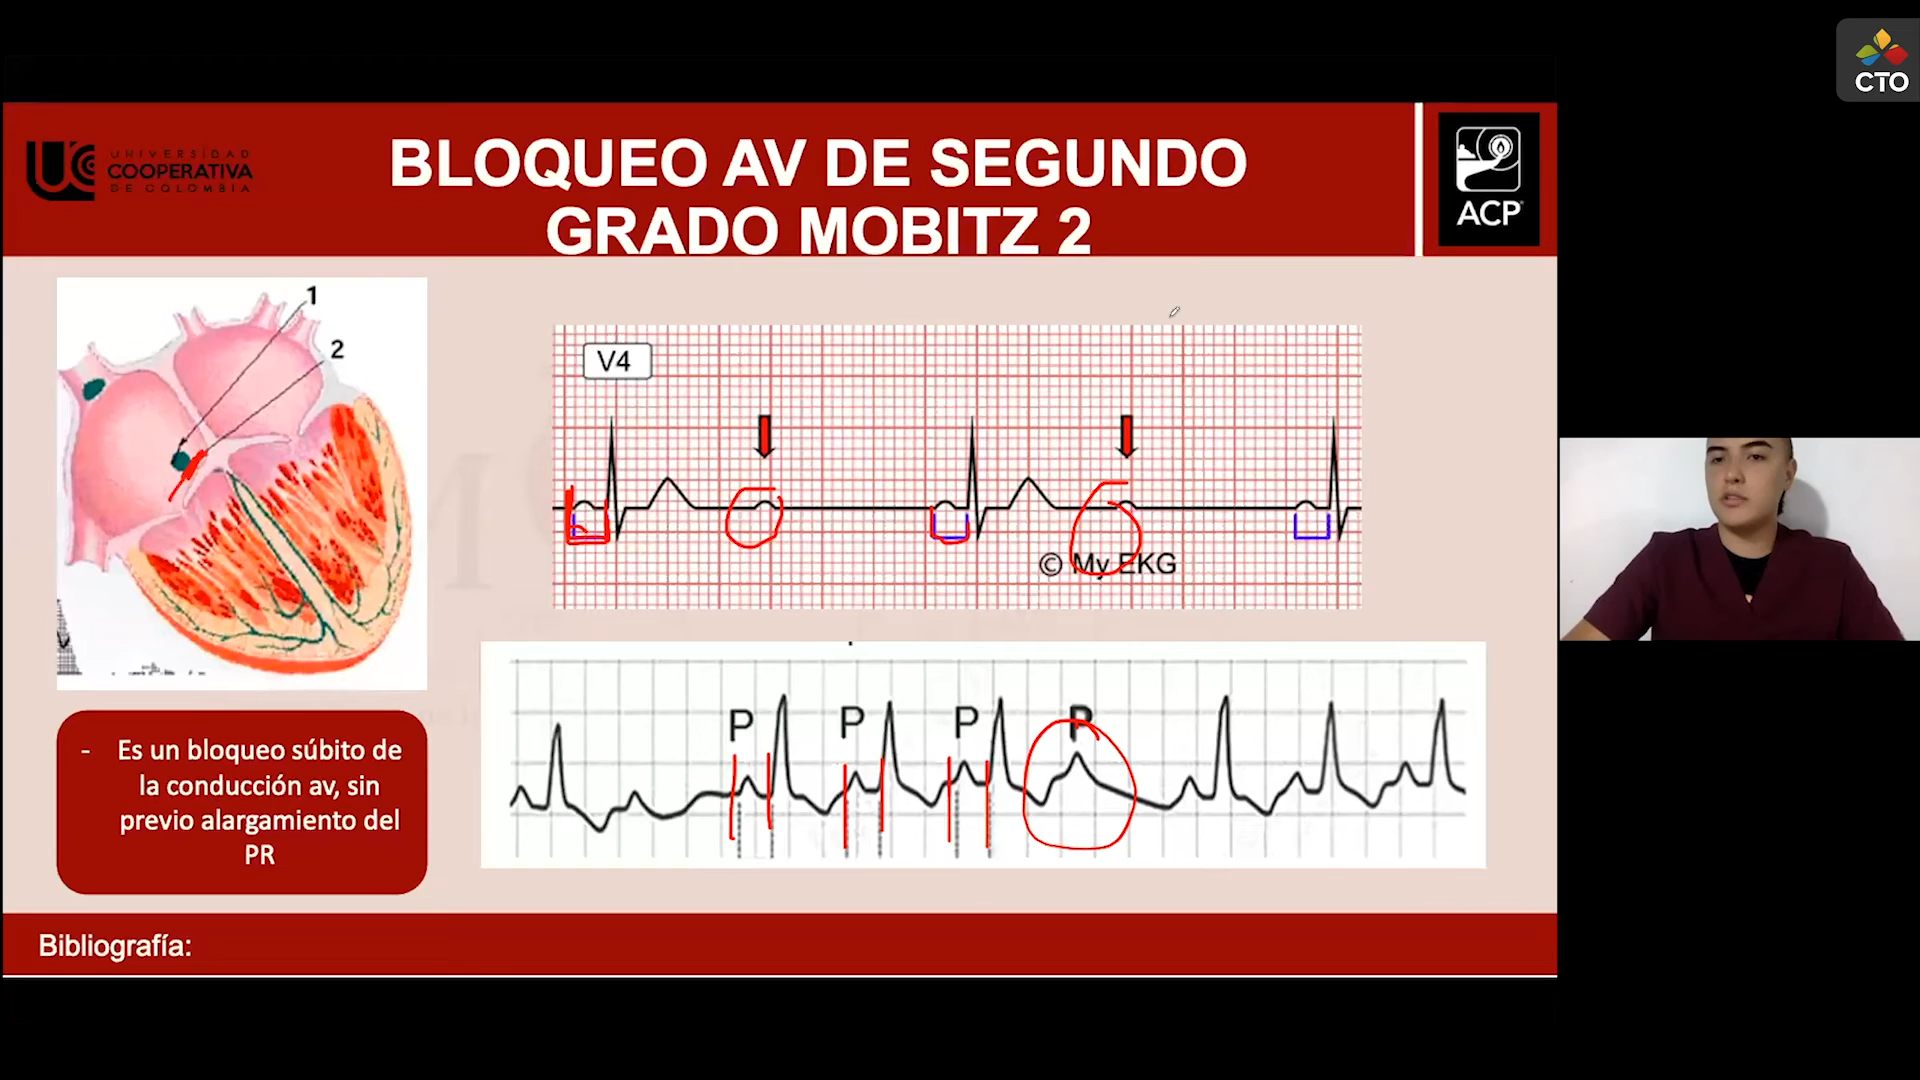 CTO
UNIVERSIDAD
COOPERATIVA
DE COLOMBIA
BLOQUEO AV DE SEGUNDO
GRADO MOBITZ 2
ACP
1
2
V4
© My EKG
P P P P
- Es un bloqueo súbito de
la conducción av, sin
previo alargamiento del
PR
Bibliografía: